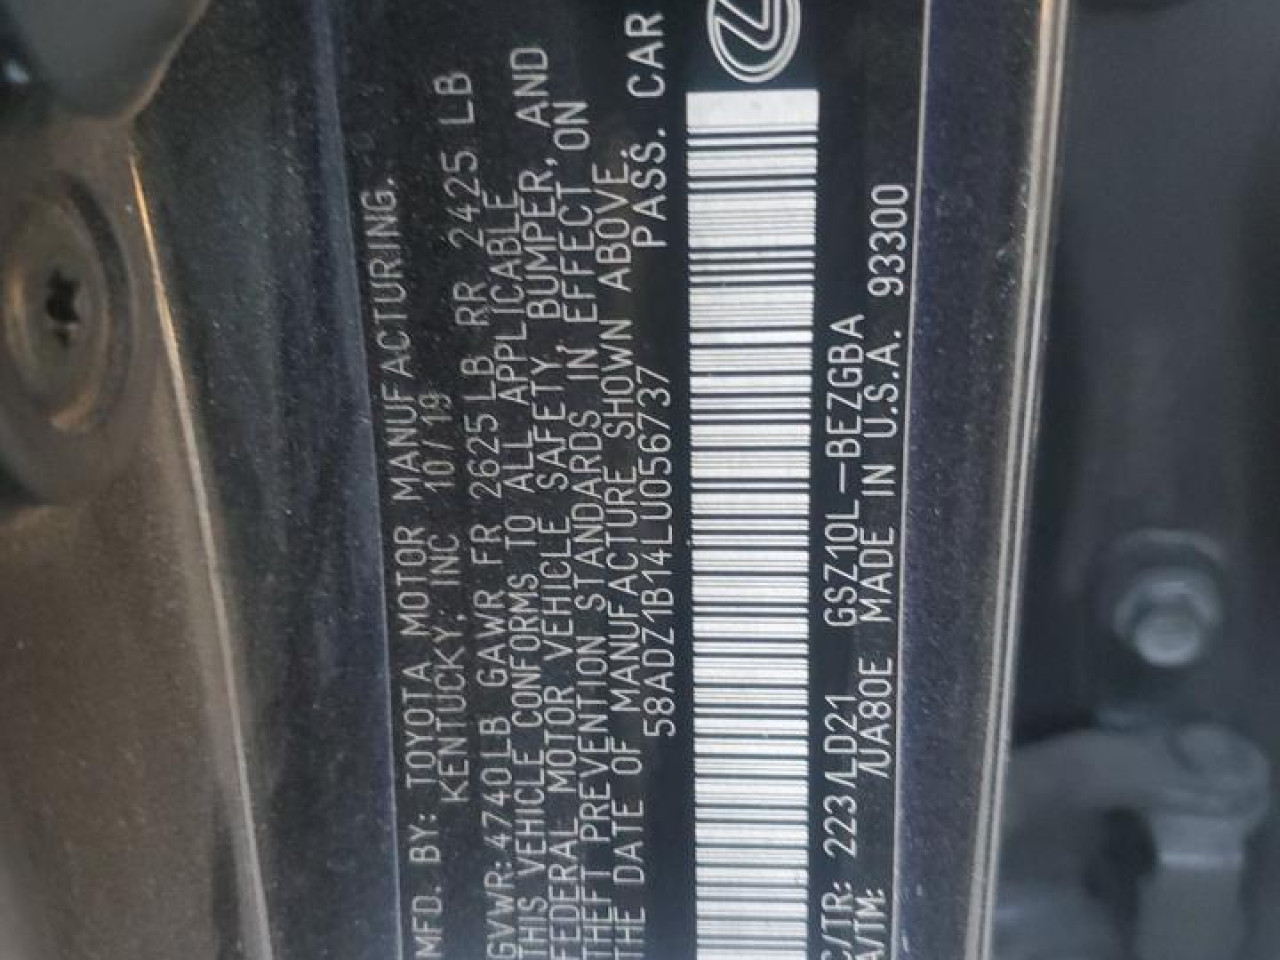 MFD. BY: TOYOTA MOTOR MANUFACTURING.
KENTUCKY, INC 10/19
GVWR: 4740LB GAWR FR 2625LB RR 2425 LB
THIS VEHICLE CONFORMS TO ALL APPLICABLE
FEDERAL MOTOR VEHICLE SAFETY, BUMPER, AND
THEFT PREVENTION STANDARDS IN EFFECT ON
THE DATE OF MANUFACTURE SHOWN ABOVE.
58ADZ1B14LU056737 PASS. CAR
C/TR: 223/LD21 GSZ10L-BEZGBA
A/TM: /UA80E MADE IN U.S.A. 93300